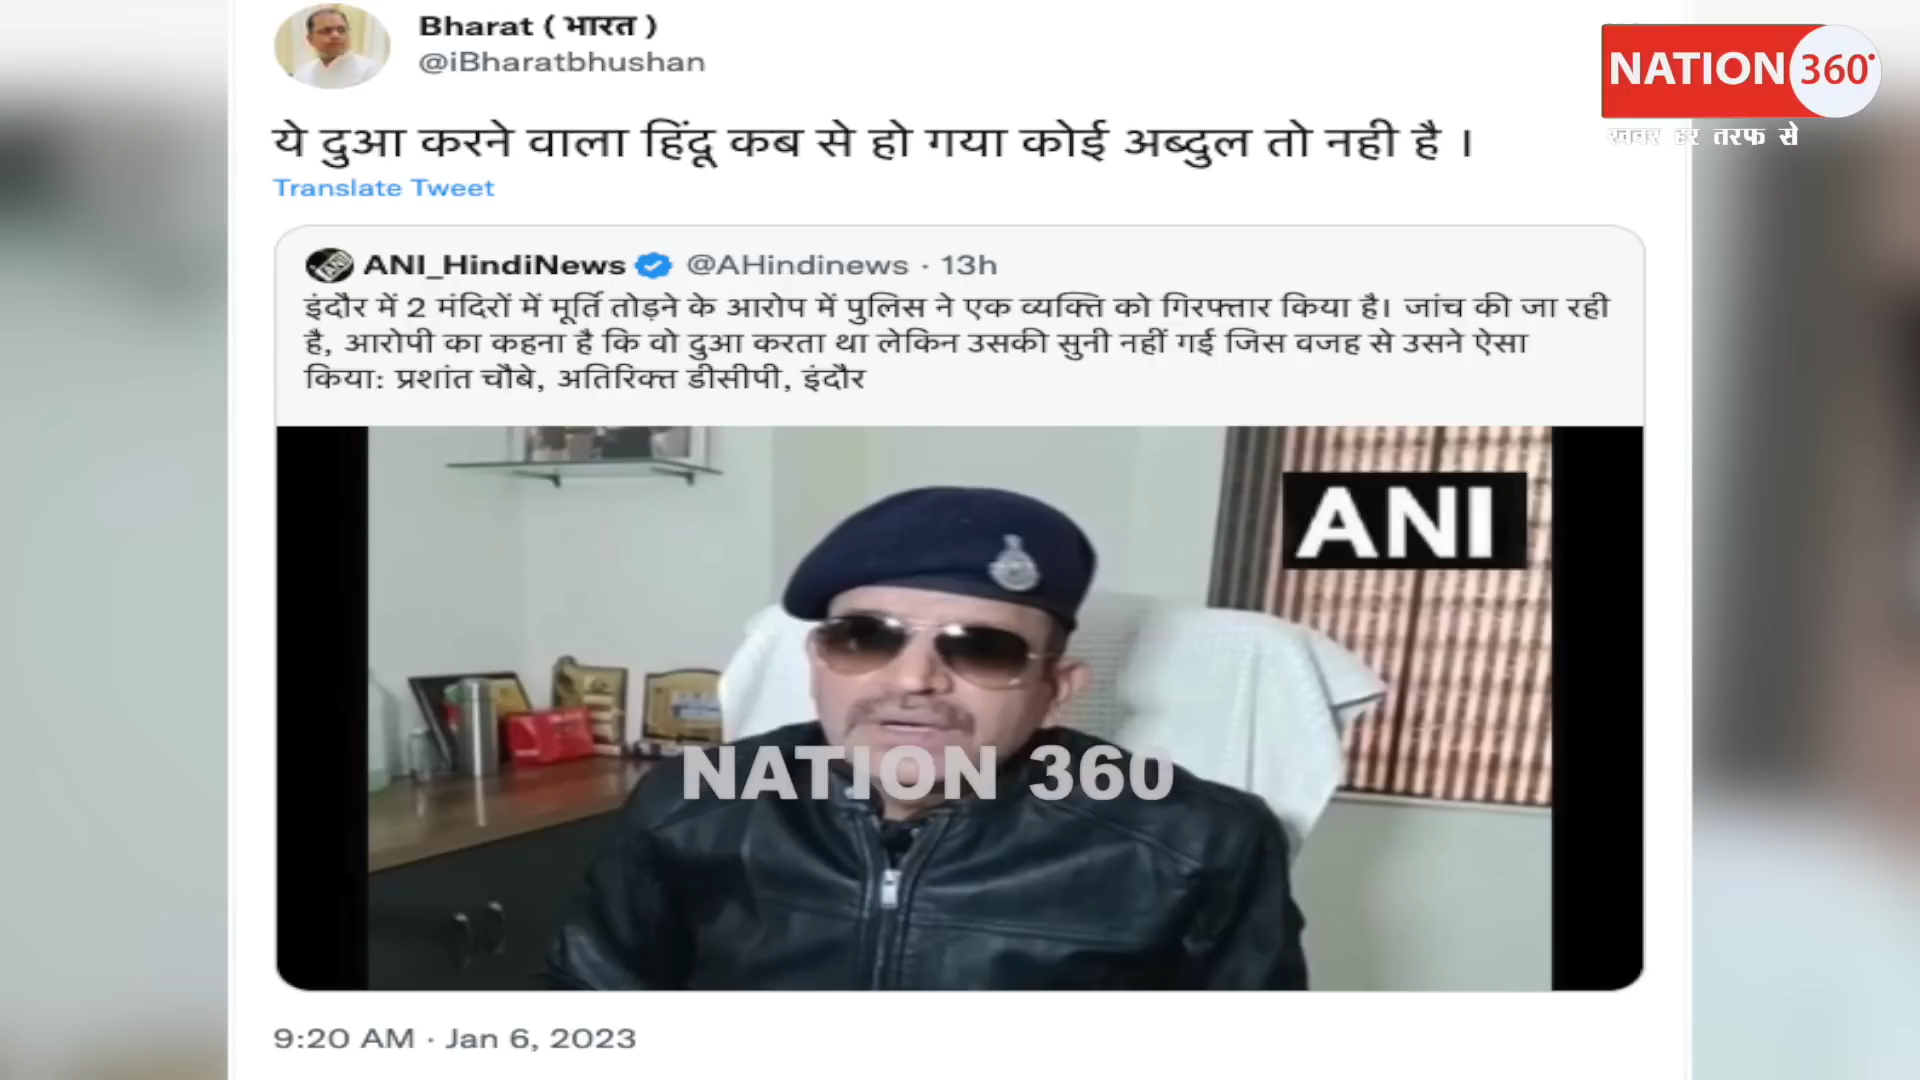 Bharat ( भारत )
@iBharatbhushan
NATION 360°
खबर हर तरफ से
ये दुआ करने वाला हिंदू कब से हो गया कोई अब्दुल तो नही है ।
Translate Tweet
ANI_HindiNews @AHindinews · 13h
इंदौर में 2 मंदिरों में मूर्ति तोड़ने के आरोप में पुलिस ने एक व्यक्ति को गिरफ्तार किया है। जांच की जा रही
है, आरोपी का कहना है कि वो दुआ करता था लेकिन उसकी सुनी नहीं गई जिस वजह से उसने ऐसा
किया: प्रशांत चौबे, अतिरिक्त डीसीपी, इंदौर
ANI
NATION 360
9:20 AM · Jan 6, 2023